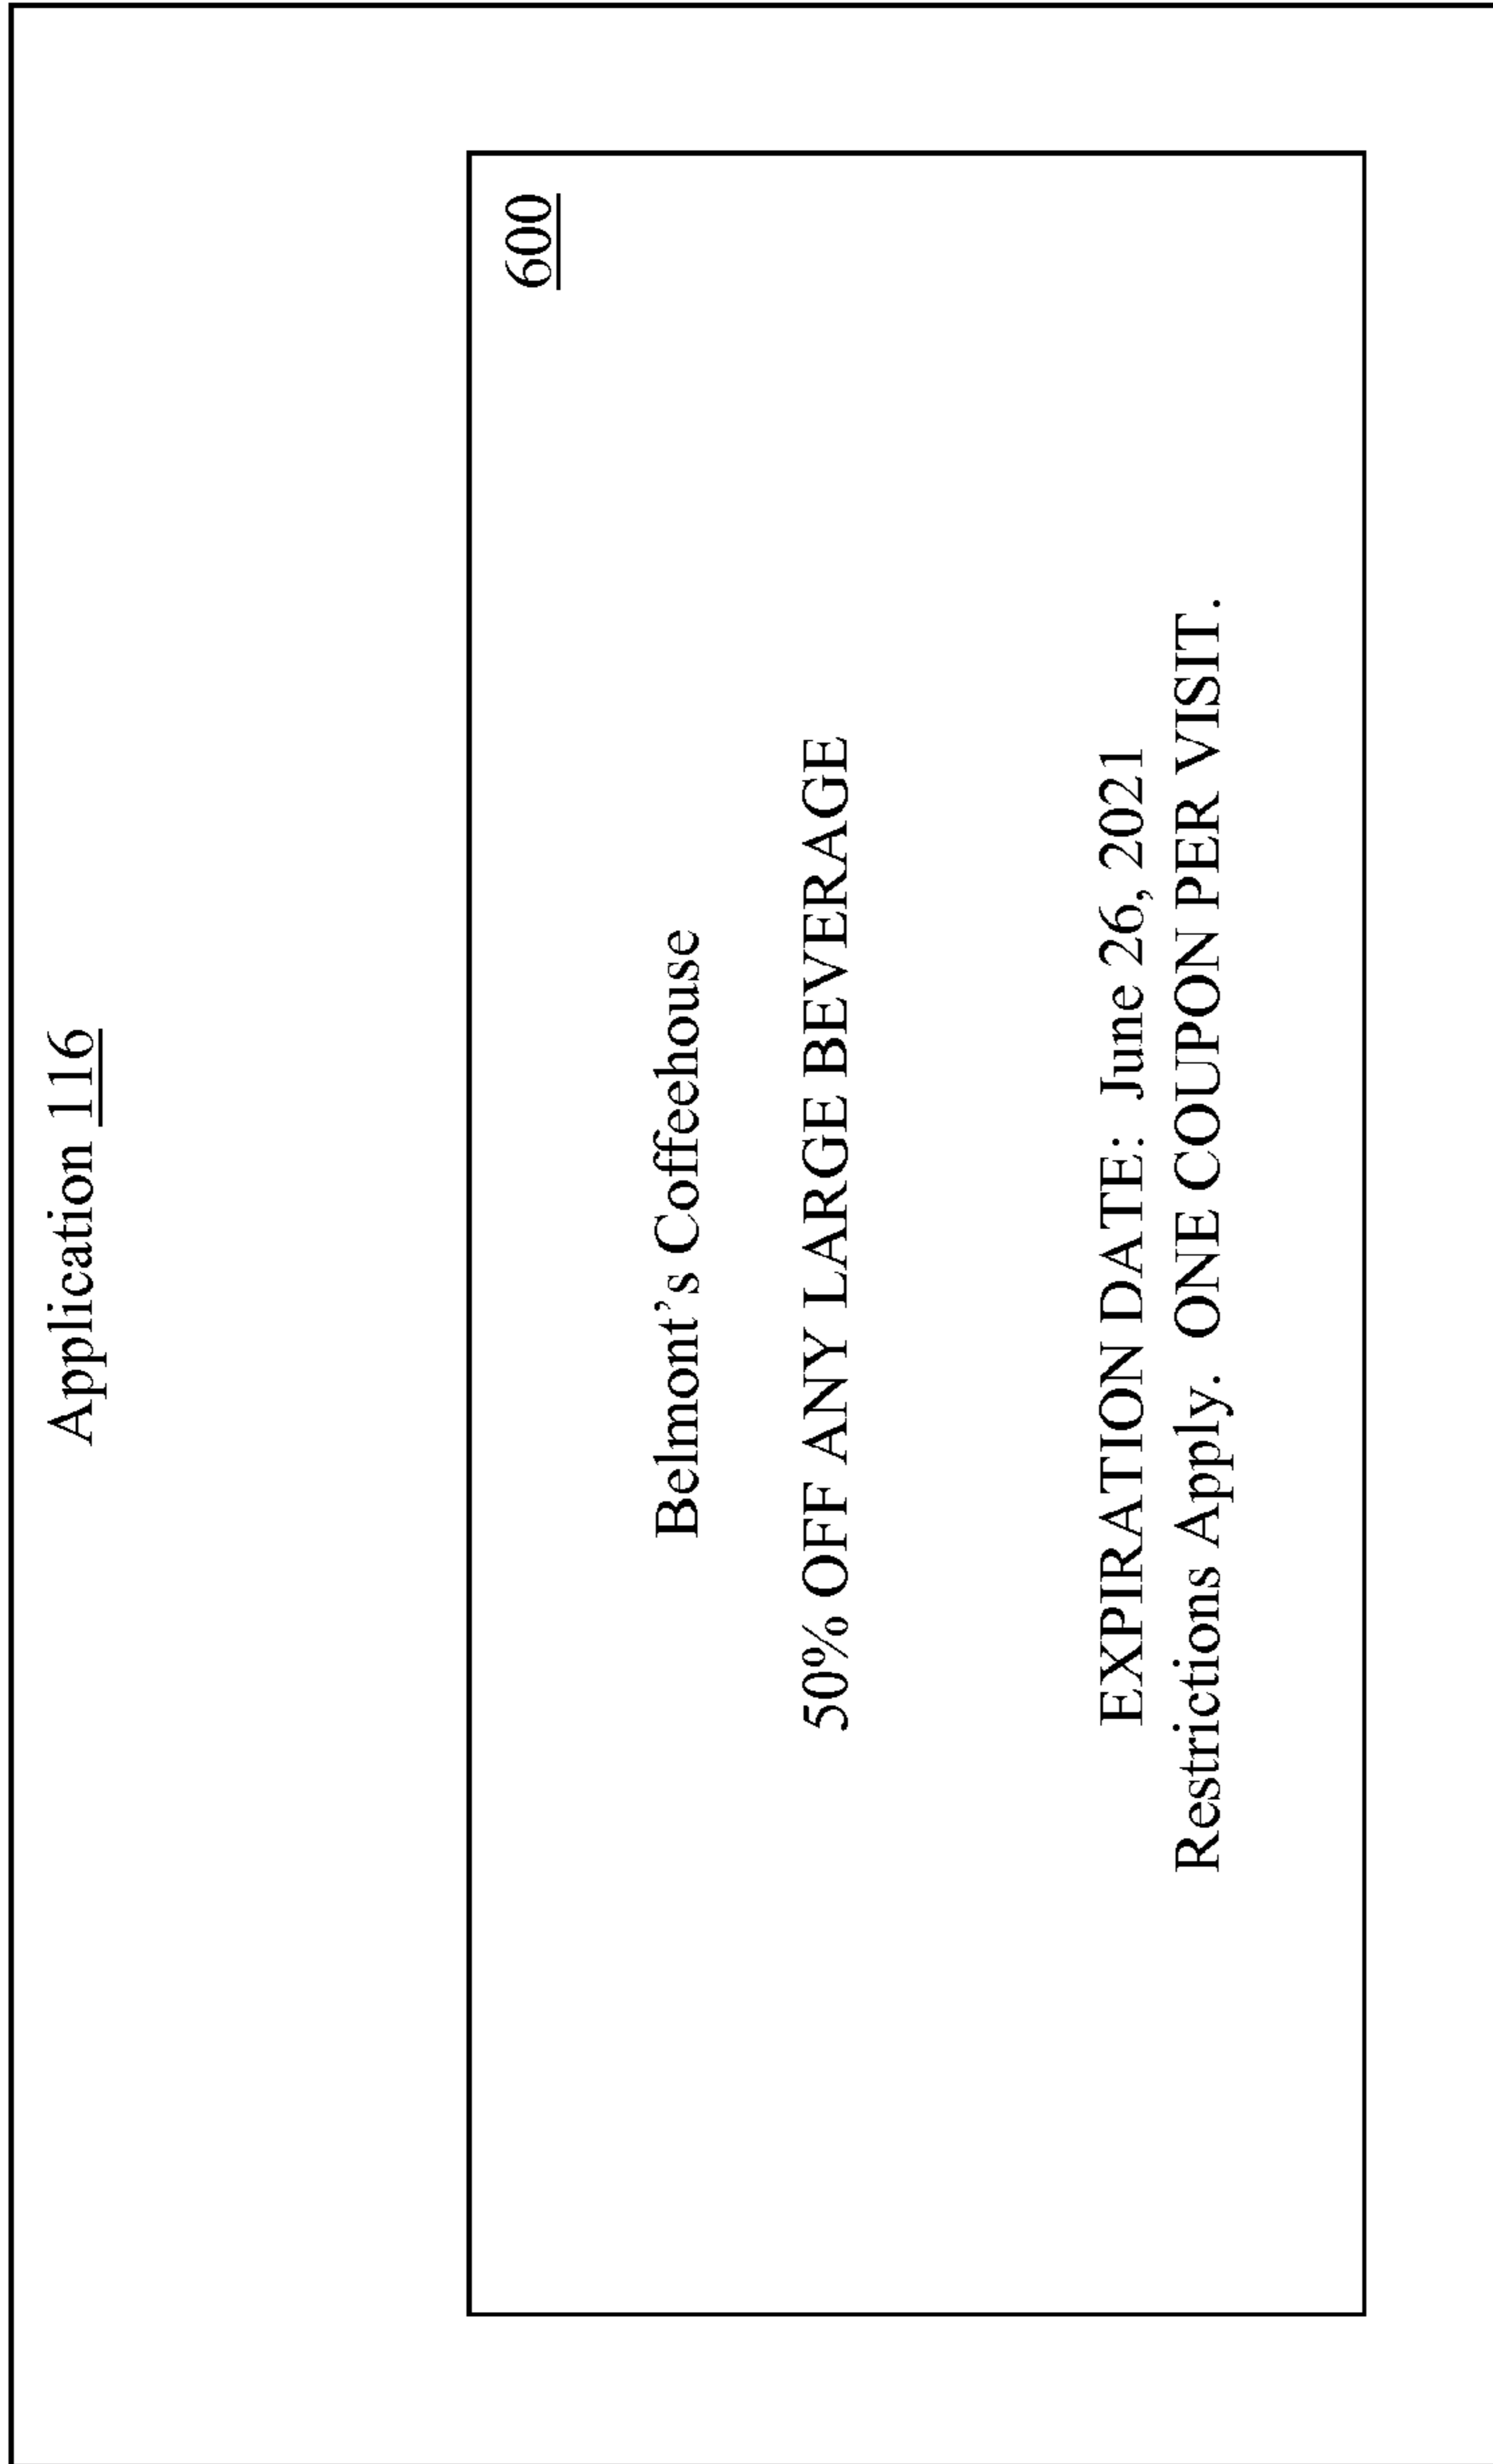 Application 116
600
Belmont’s Coffeehouse
50% OFF ANY LARGE BEVERAGE
EXPIRATION DATE: June 26, 2021
Restrictions Apply. ONE COUPON PER VISIT.